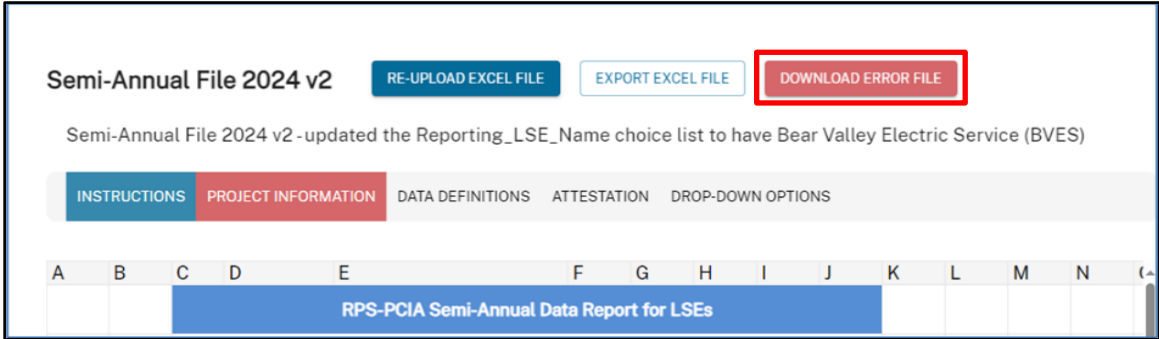 Semi-Annual File 2024 v2 RE-UPLOAD EXCEL FILE EXPORT EXCEL FILE DOWNLOAD ERROR FILE
Semi-Annual File 2024 v2 - updated the Reporting_LSE_Name choice list to have Bear Valley Electric Service (BVES)
INSTRUCTIONS PROJECT INFORMATION DATA DEFINITIONS ATTESTATION DROP-DOWN OPTIONS
A B C D E F G H I J K L M N
RPS-PCIA Semi-Annual Data Report for LSEs